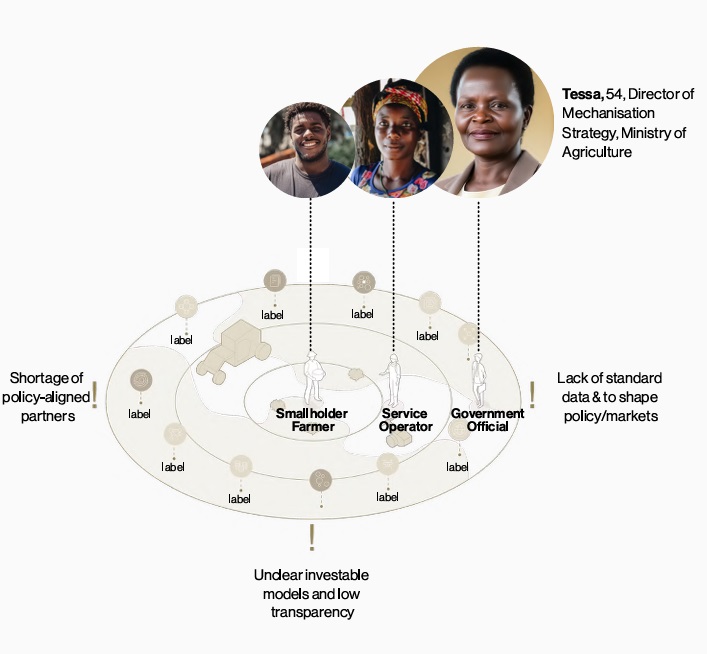 Tessa, 54, Director of
Mechanisation
Strategy, Ministry of
Agriculture
label
label
label
label
Shortage of
policy-aligned
partners
!
label
Smallholder
Farmer
Service
Operator
Government
Official
!
Lack of standard
data & to shape
policy/markets
label
label
label
label
!
Unclear investable
models and low
transparency